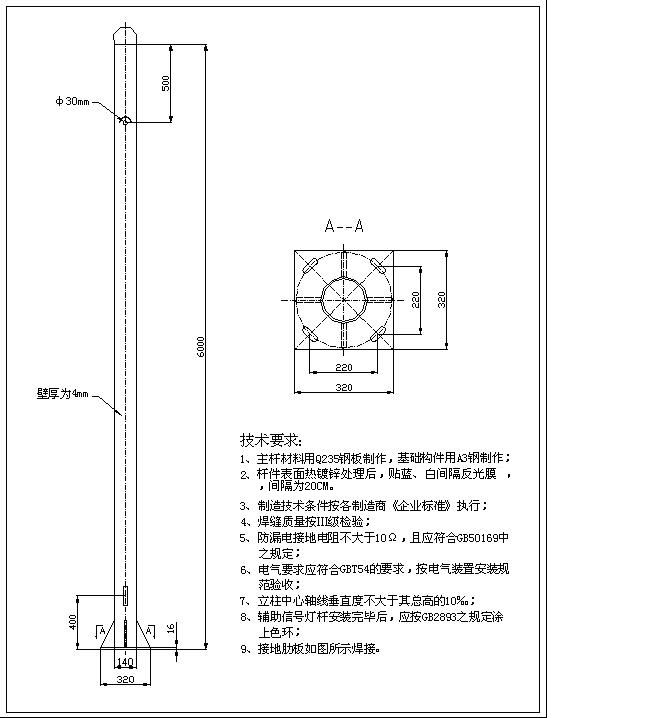 500
ф30mm
A--A
220
320
220
320
6000
壁厚为4mm
技术要求:
1、主杆材料用Q235钢板制作，基础构件用A3钢制作；
2、杆件表面热镀锌处理后，贴蓝、白间隔反光膜 ，
，间隔为20CM。
3、制造技术条件按各制造商《企业标准》执行；
4、焊缝质量按III级检验；
5、防漏电接地电阻不大于10Ω，且应符合GB50169中
之规定；
6、电气要求应符合GBT54的要求，按电气装置安装规
范验收；
7、立柱中心轴线垂直度不大于其总高的10‰；
8、辅助信号灯杆安装完毕后，应按GB2893之规定涂
上色环；
9、接地肋板如图所示焊接。
400
A
A
16
140
320